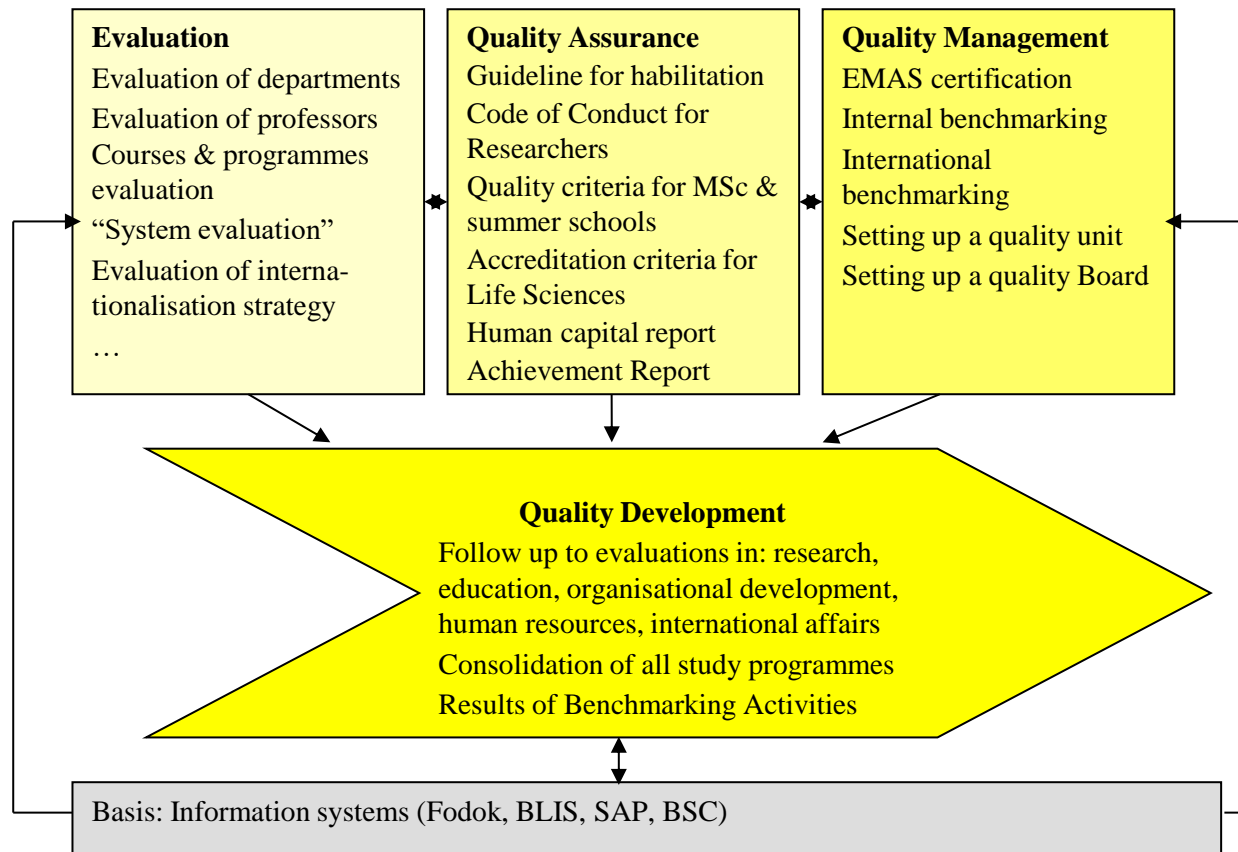 Evaluation
Evaluation of departments
Evaluation of professors
Courses & programmes
evaluation
“System evaluation”
Evaluation of interna-
tionalisation strategy
…
Quality Assurance
Guideline for habilitation
Code of Conduct for
Researchers
Quality criteria for MSc &
summer schools
Accreditation criteria for
Life Sciences
Human capital report
Achievement Report
Quality Management
EMAS certification
Internal benchmarking
International
benchmarking
Setting up a quality unit
Setting up a quality Board
Quality Development
Follow up to evaluations in: research,
education, organisational development,
human resources, international affairs
Consolidation of all study programmes
Results of Benchmarking Activities
Basis: Information systems (Fodok, BLIS, SAP, BSC)